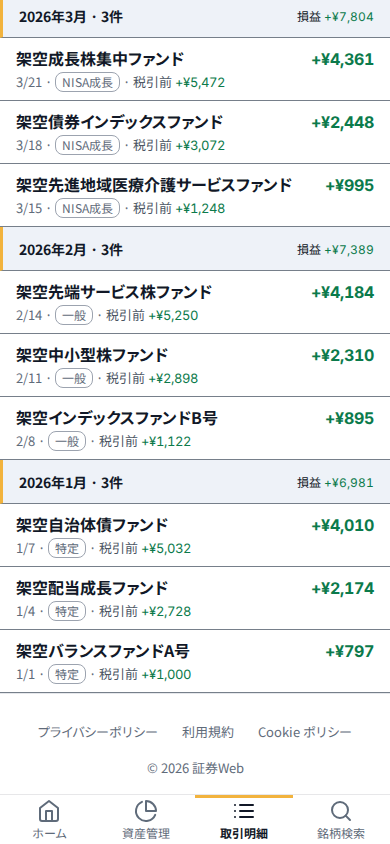 2026年3月・3件 損益 +¥7,804
架空成長株集中ファンド +¥4,361
3/21・NISA成長・税引前 +¥5,472
架空債券インデックスファンド +¥2,448
3/18・NISA成長・税引前 +¥3,072
架空先進地域医療介護サービスファンド +¥995
3/15・NISA成長・税引前 +¥1,248
2026年2月・3件 損益 +¥7,389
架空先端サービス株ファンド +¥4,184
2/14・一般・税引前 +¥5,250
架空中小型株ファンド +¥2,310
2/11・一般・税引前 +¥2,898
架空インデックスファンドB号 +¥895
2/8・一般・税引前 +¥1,122
2026年1月・3件 損益 +¥6,981
架空自治体債ファンド +¥4,010
1/7・特定・税引前 +¥5,032
架空配当成長ファンド +¥2,174
1/4・特定・税引前 +¥2,728
架空バランスファンドA号 +¥797
1/1・特定・税引前 +¥1,000
プライバシーポリシー 利用規約 Cookie ポリシー
© 2026 証券Web
ホーム 資産管理 取引明細 銘柄検索